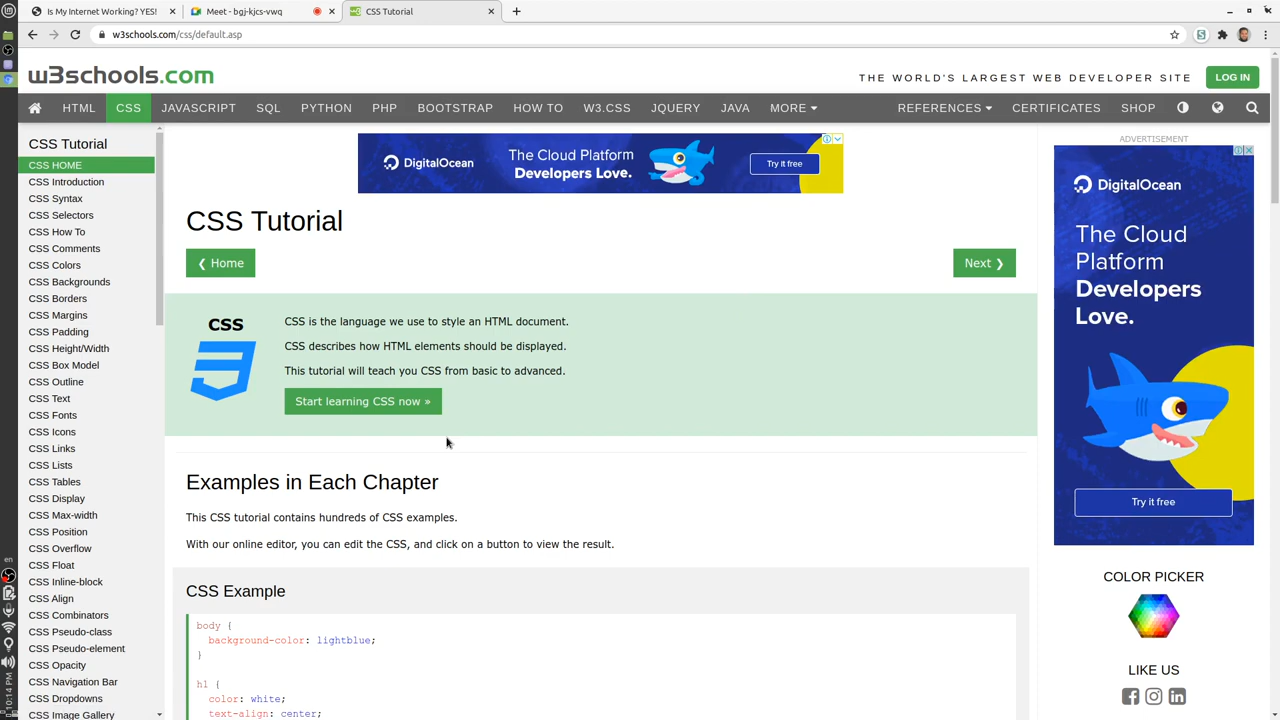 Is My Internet Working? YES!
Meet - bgj-kjcs-vwq
CSS Tutorial
w3schools.com/css/default.asp
w3schools.com
THE WORLD'S LARGEST WEB DEVELOPER SITE
LOG IN
HTML CSS JAVASCRIPT SQL PYTHON PHP BOOTSTRAP HOW TO W3.CSS JQUERY JAVA MORE REFERENCES CERTIFICATES SHOP
CSS Tutorial
CSS HOME
CSS Introduction
CSS Syntax
CSS Selectors
CSS How To
CSS Comments
CSS Colors
CSS Backgrounds
CSS Borders
CSS Margins
CSS Padding
CSS Height/Width
CSS Box Model
CSS Outline
CSS Text
CSS Fonts
CSS Icons
CSS Links
CSS Lists
CSS Tables
CSS Display
CSS Max-width
CSS Position
CSS Overflow
CSS Float
CSS Inline-block
CSS Align
CSS Combinators
CSS Pseudo-class
CSS Pseudo-element
CSS Opacity
CSS Navigation Bar
CSS Dropdowns
CSS Image Gallery
DigitalOcean
The Cloud Platform
Developers Love.
Try it free
CSS Tutorial
❮ Home
Next ❯
CSS
CSS is the language we use to style an HTML document.
CSS describes how HTML elements should be displayed.
This tutorial will teach you CSS from basic to advanced.
Start learning CSS now »
Examples in Each Chapter
This CSS tutorial contains hundreds of CSS examples.
With our online editor, you can edit the CSS, and click on a button to view the result.
CSS Example
body {
background-color: lightblue;
}
h1 {
color: white;
text-align: center;
ADVERTISEMENT
DigitalOcean
The Cloud
Platform
Developers
Love.
Try it free
COLOR PICKER
LIKE US
en
10:14 PM